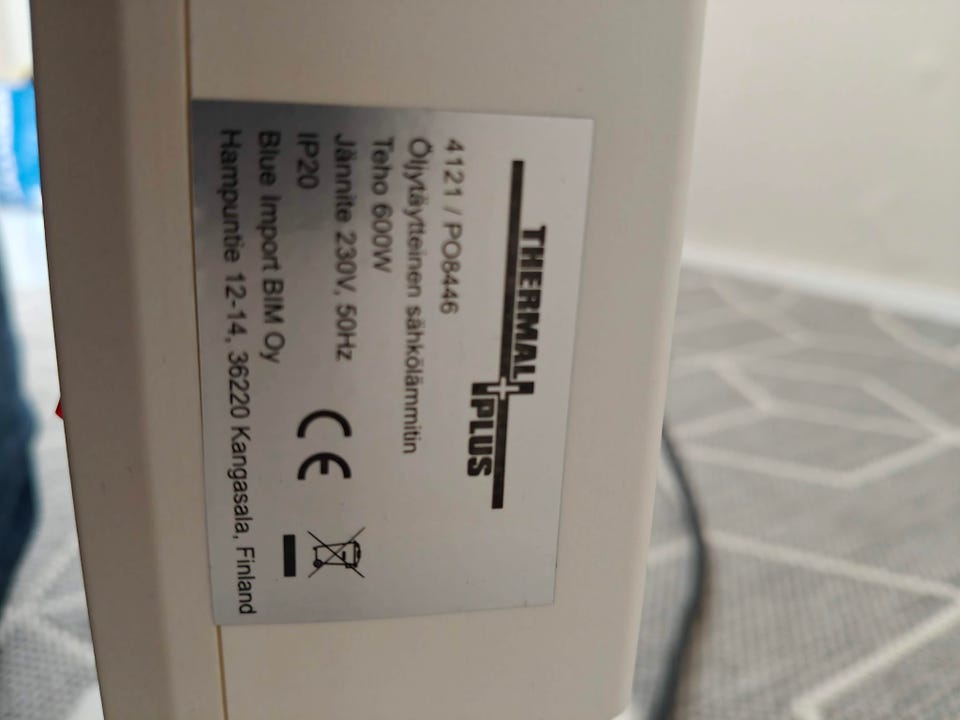 THERMAL+PLUS
4121 / PO8446
Öljytäytteinen sähkölämmitin
Teho 600W
Jännite 230V, 50Hz
IP20
Blue Import BIM Oy
Hampuntie 12-14, 36220 Kangasala, Finland
CE